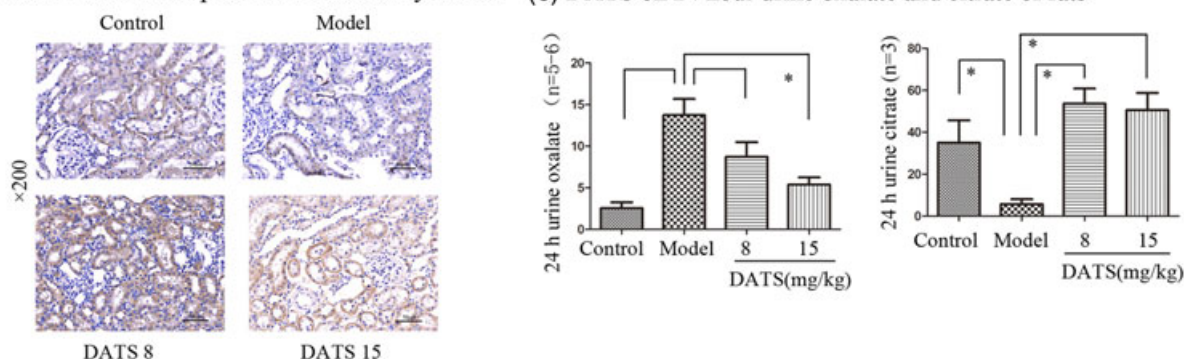 Control Model
×200
DATS 8 DATS 15
24 h urine oxalate (n=5-6)
20
15
10
5
0
*
Control Model 8 15
DATS(mg/kg)
24 h urine citrate (n=3)
80
60
40
20
0
*
*
*
Control Model 8 15
DATS(mg/kg)